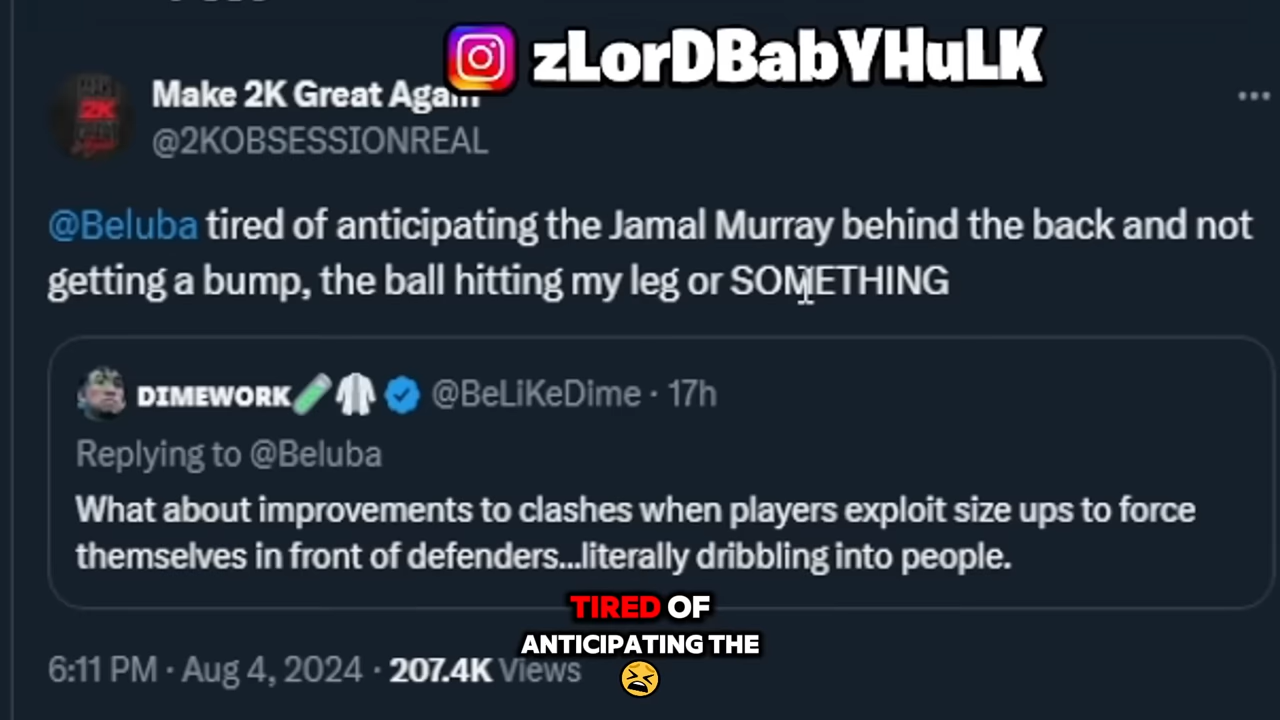 zLorDBabYHuLK
Make 2K Great Again
@2KOBSESSIONREAL
@Beluba tired of anticipating the Jamal Murray behind the back and not
getting a bump, the ball hitting my leg or SOMETHING
DIMEWORK🧪🥼 @BeLiKeDime · 17h
Replying to @Beluba
What about improvements to clashes when players exploit size ups to force
themselves in front of defenders...literally dribbling into people.
TIRED OF
ANTICIPATING THE
😫
6:11 PM · Aug 4, 2024 · 207.4K Views